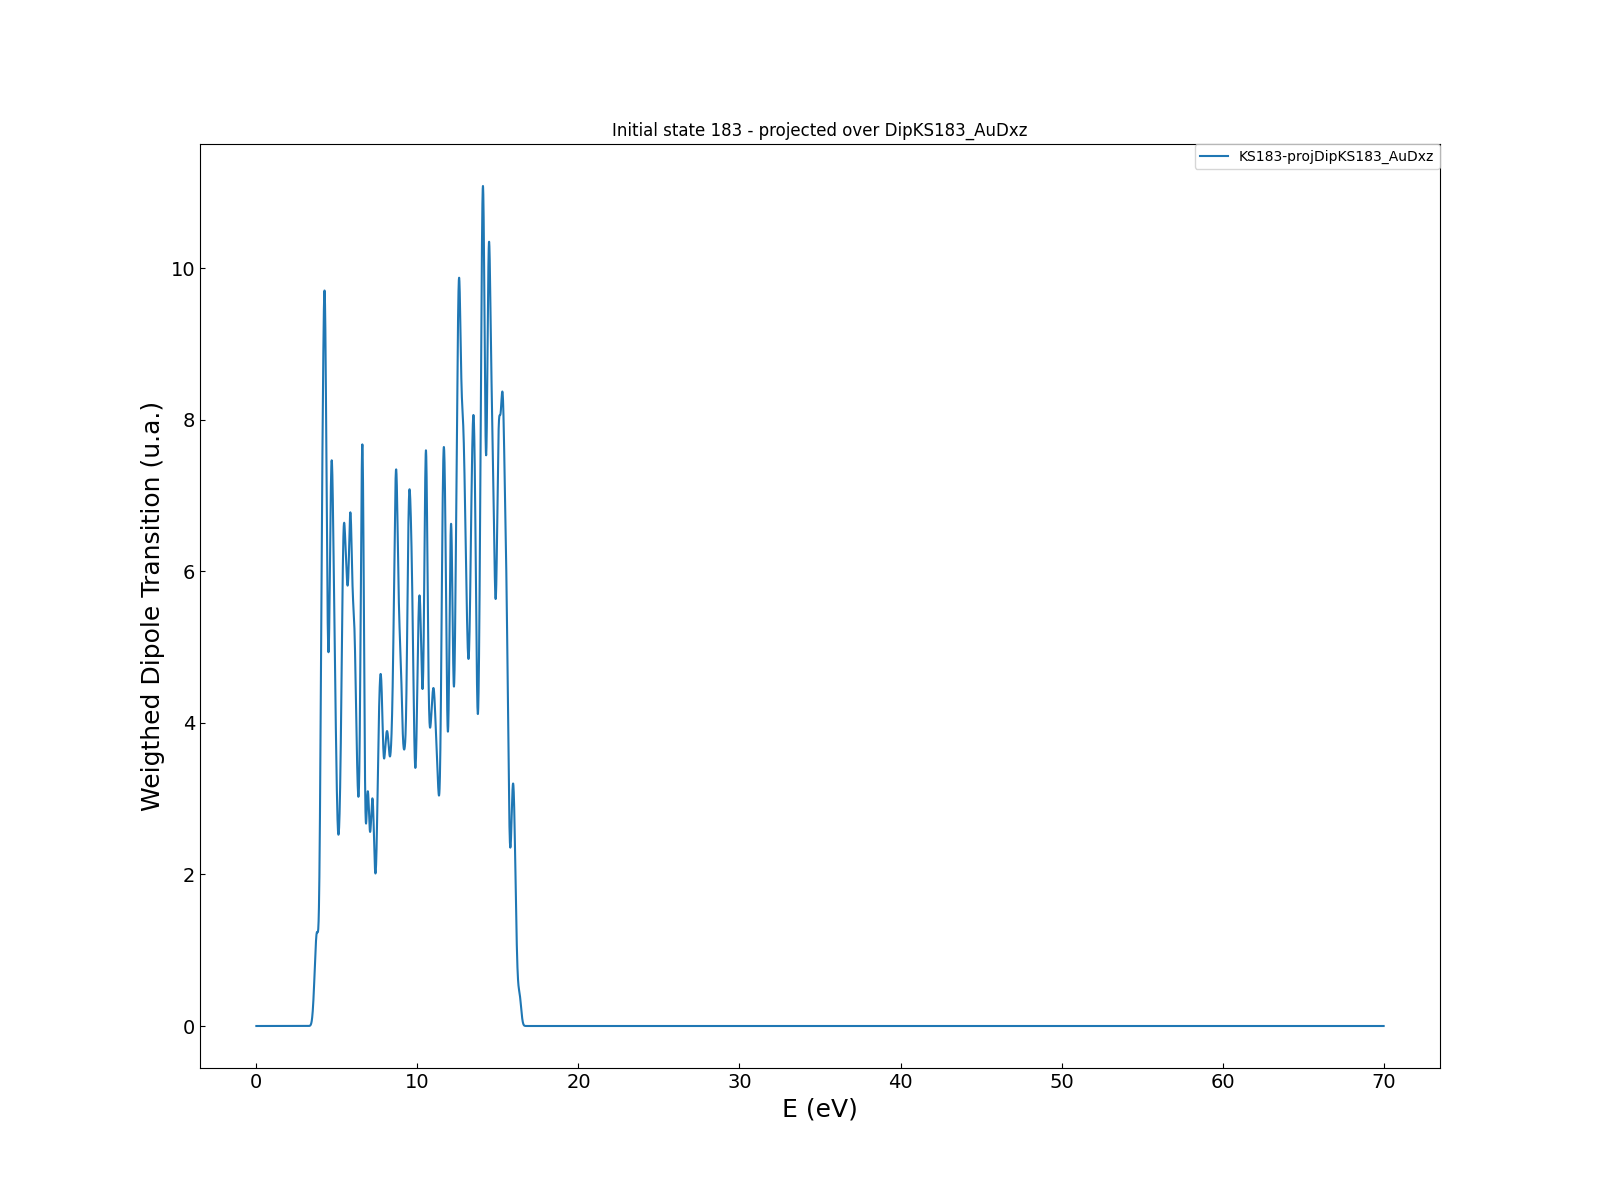 Initial state 183 - projected over DipKS183_AuDxz
KS183-projDipKS183_AuDxz
Weigthed Dipole Transition (u.a.)
10
8
6
4
2
0
0 10 20 30 40 50 60 70
E (eV)